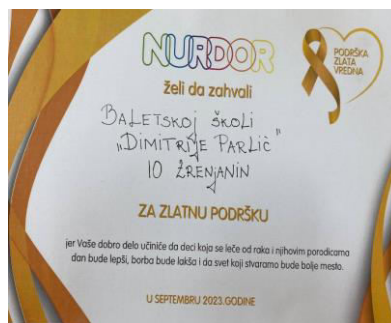 NURDOR
PODRŠKA
ZLATA
VREDNA
želi da zahvali
BALETSKOJ ŠKOLI
„DIMITRIJE PARLIĆ"
IO ZRENJANIN
ZA ZLATNU PODRŠKU
jer Vaše dobro delo učiniće da deci koja se leče od raka i njihovim porodicama
dan bude lepši, borba bude lakša i da svet koji stvaramo bude bolje mesto.
U SEPTEMBRU 2023.GODINE